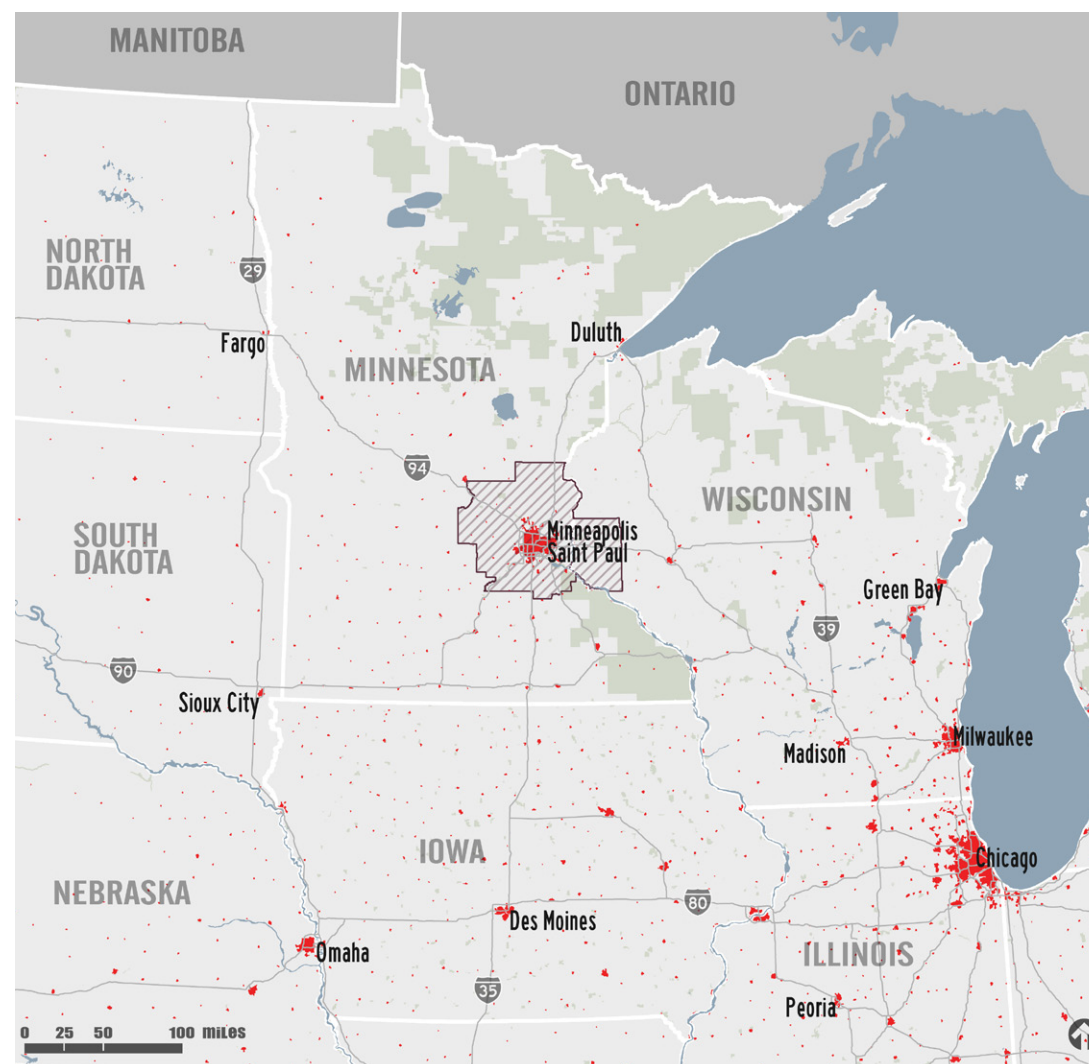 MANITOBA
ONTARIO
NORTH
DAKOTA
29
Fargo
Duluth
MINNESOTA
94
WISCONSIN
SOUTH
DAKOTA
Minneapolis
Saint Paul
Green Bay
39
90
Sioux City
Madison
Milwaukee
IOWA
Chicago
NEBRASKA
80
Des Moines
Omaha
ILLINOIS
35
Peoria
0 25 50 100 MILES